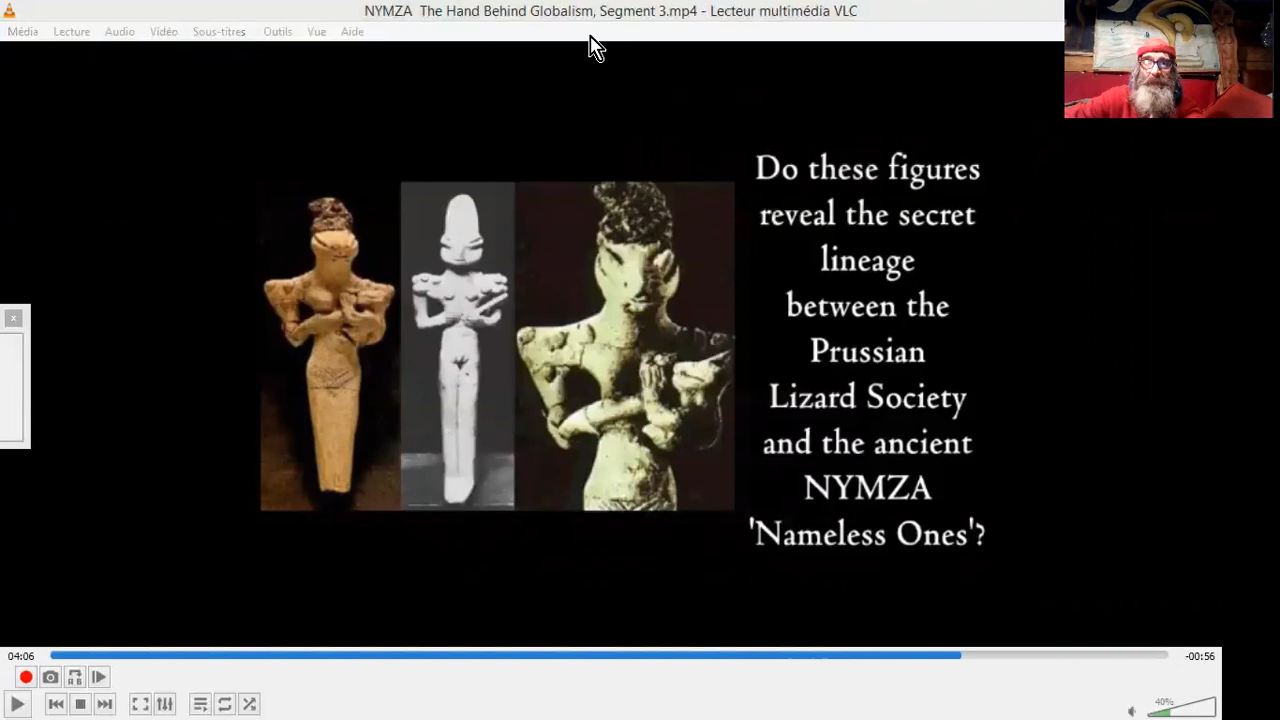 NYMZA The Hand Behind Globalism, Segment 3.mp4 - Lecteur multimédia VLC
Média Lecture Audio Vidéo Sous-titres Outils Vue Aide
Do these figures
reveal the secret
lineage
between the
Prussian
Lizard Society
and the ancient
NYMZA
'Nameless Ones'?
x
04:06
-00:56
A B
40%